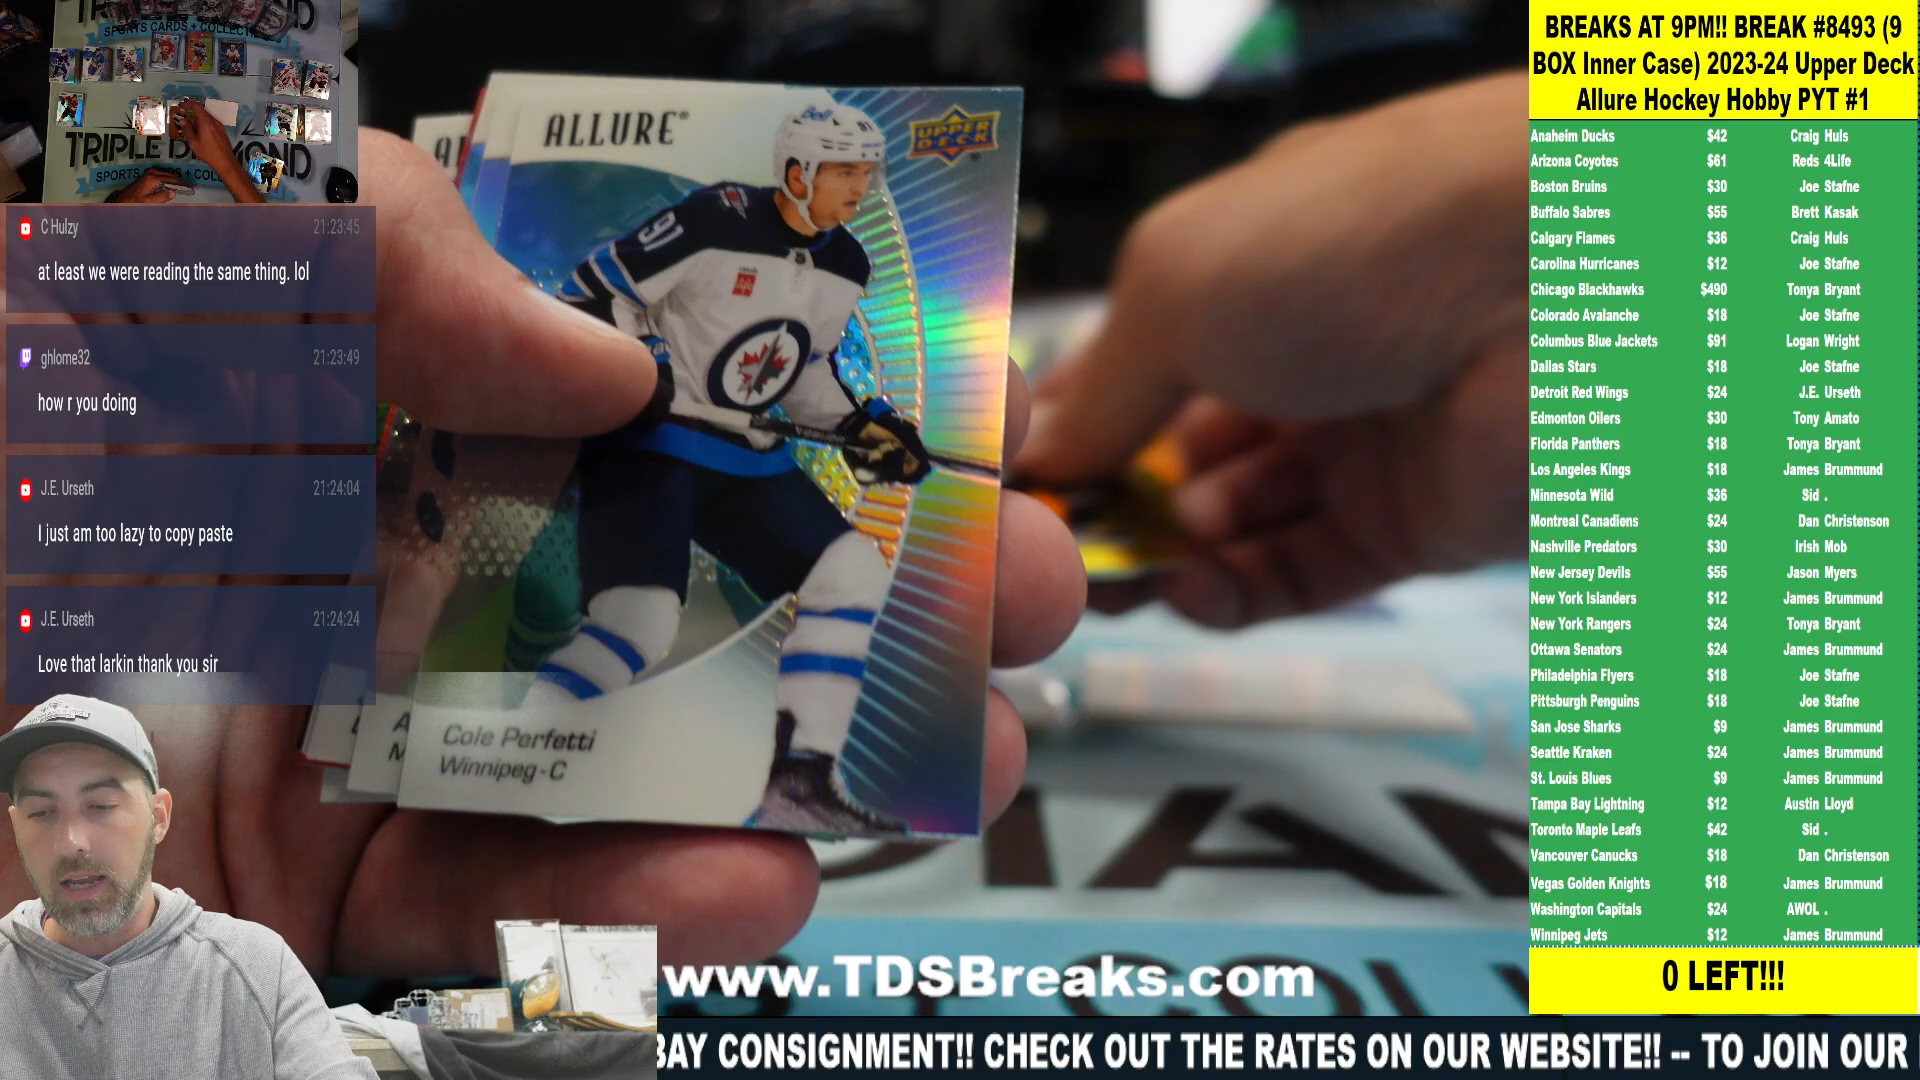 BREAKS AT 9PM!! BREAK #8493 (9
BOX Inner Case) 2023-24 Upper Deck
Allure Hockey Hobby PYT #1
Anaheim Ducks $42 Craig Huls
Arizona Coyotes $61 Reds 4Life
Boston Bruins $30 Joe Stafne
Buffalo Sabres $55 Brett Kasak
Calgary Flames $36 Craig Huls
Carolina Hurricanes $12 Joe Stafne
Chicago Blackhawks $490 Tonya Bryant
Colorado Avalanche $18 Joe Stafne
Columbus Blue Jackets $91 Logan Wright
Dallas Stars $18 Joe Stafne
Detroit Red Wings $24 J.E. Urseth
Edmonton Oilers $30 Tony Amato
Florida Panthers $18 Tonya Bryant
Los Angeles Kings $18 James Brummund
Minnesota Wild $36 Sid .
Montreal Canadiens $24 Dan Christenson
Nashville Predators $30 Irish Mob
New Jersey Devils $55 Jason Myers
New York Islanders $12 James Brummund
New York Rangers $24 Tonya Bryant
Ottawa Senators $24 James Brummund
Philadelphia Flyers $18 Joe Stafne
Pittsburgh Penguins $18 Joe Stafne
San Jose Sharks $9 James Brummund
Seattle Kraken $24 James Brummund
St. Louis Blues $9 James Brummund
Tampa Bay Lightning $12 Austin Lloyd
Toronto Maple Leafs $42 Sid .
Vancouver Canucks $18 Dan Christenson
Vegas Golden Knights $18 James Brummund
Washington Capitals $24 AWOL .
Winnipeg Jets $12 James Brummund
0 LEFT!!!
TRIPLE DIAMOND
SPORTS CARDS + COLLEC
C Hulzy 21:23:45
at least we were reading the same thing. lol
ghlome32 21:23:49
how r you doing
J.E. Urseth 21:24:04
I just am too lazy to copy paste
J.E. Urseth 21:24:24
Love that larkin thank you sir
ALLURE®
UPPER DECK
Bell
91
91
Cole Perfetti
Winnipeg - C
www.TDSBreaks.com
BAY CONSIGNMENT!! CHECK OUT THE RATES ON OUR WEBSITE!! -- TO JOIN OUR